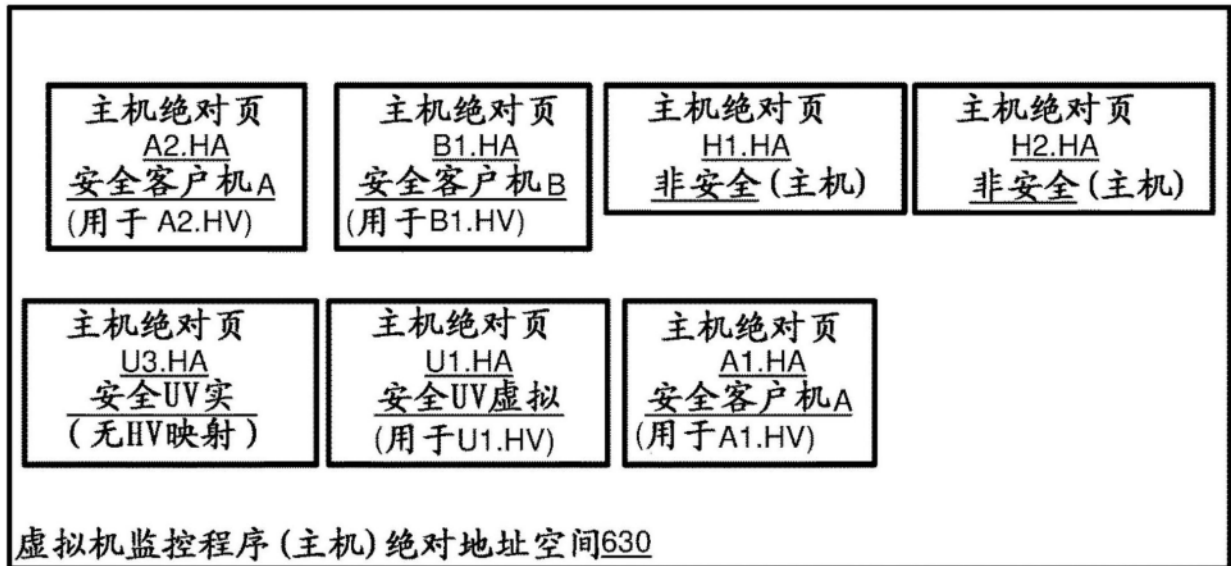 主机绝对页
A2.HA
安全客户机A
(用于 A2.HV)
主机绝对页
B1.HA
安全客户机B
(用于B1.HV)
主机绝对页
H1.HA
非安全(主机)
主机绝对页
H2.HA
非安全(主机)
主机绝对页
U3.HA
安全UV实
(无HV映射)
主机绝对页
U1.HA
安全UV虚拟
(用于U1.HV)
主机绝对页
A1.HA
安全客户机A
(用于A1.HV)
虚拟机监控程序(主机)绝对地址空间630